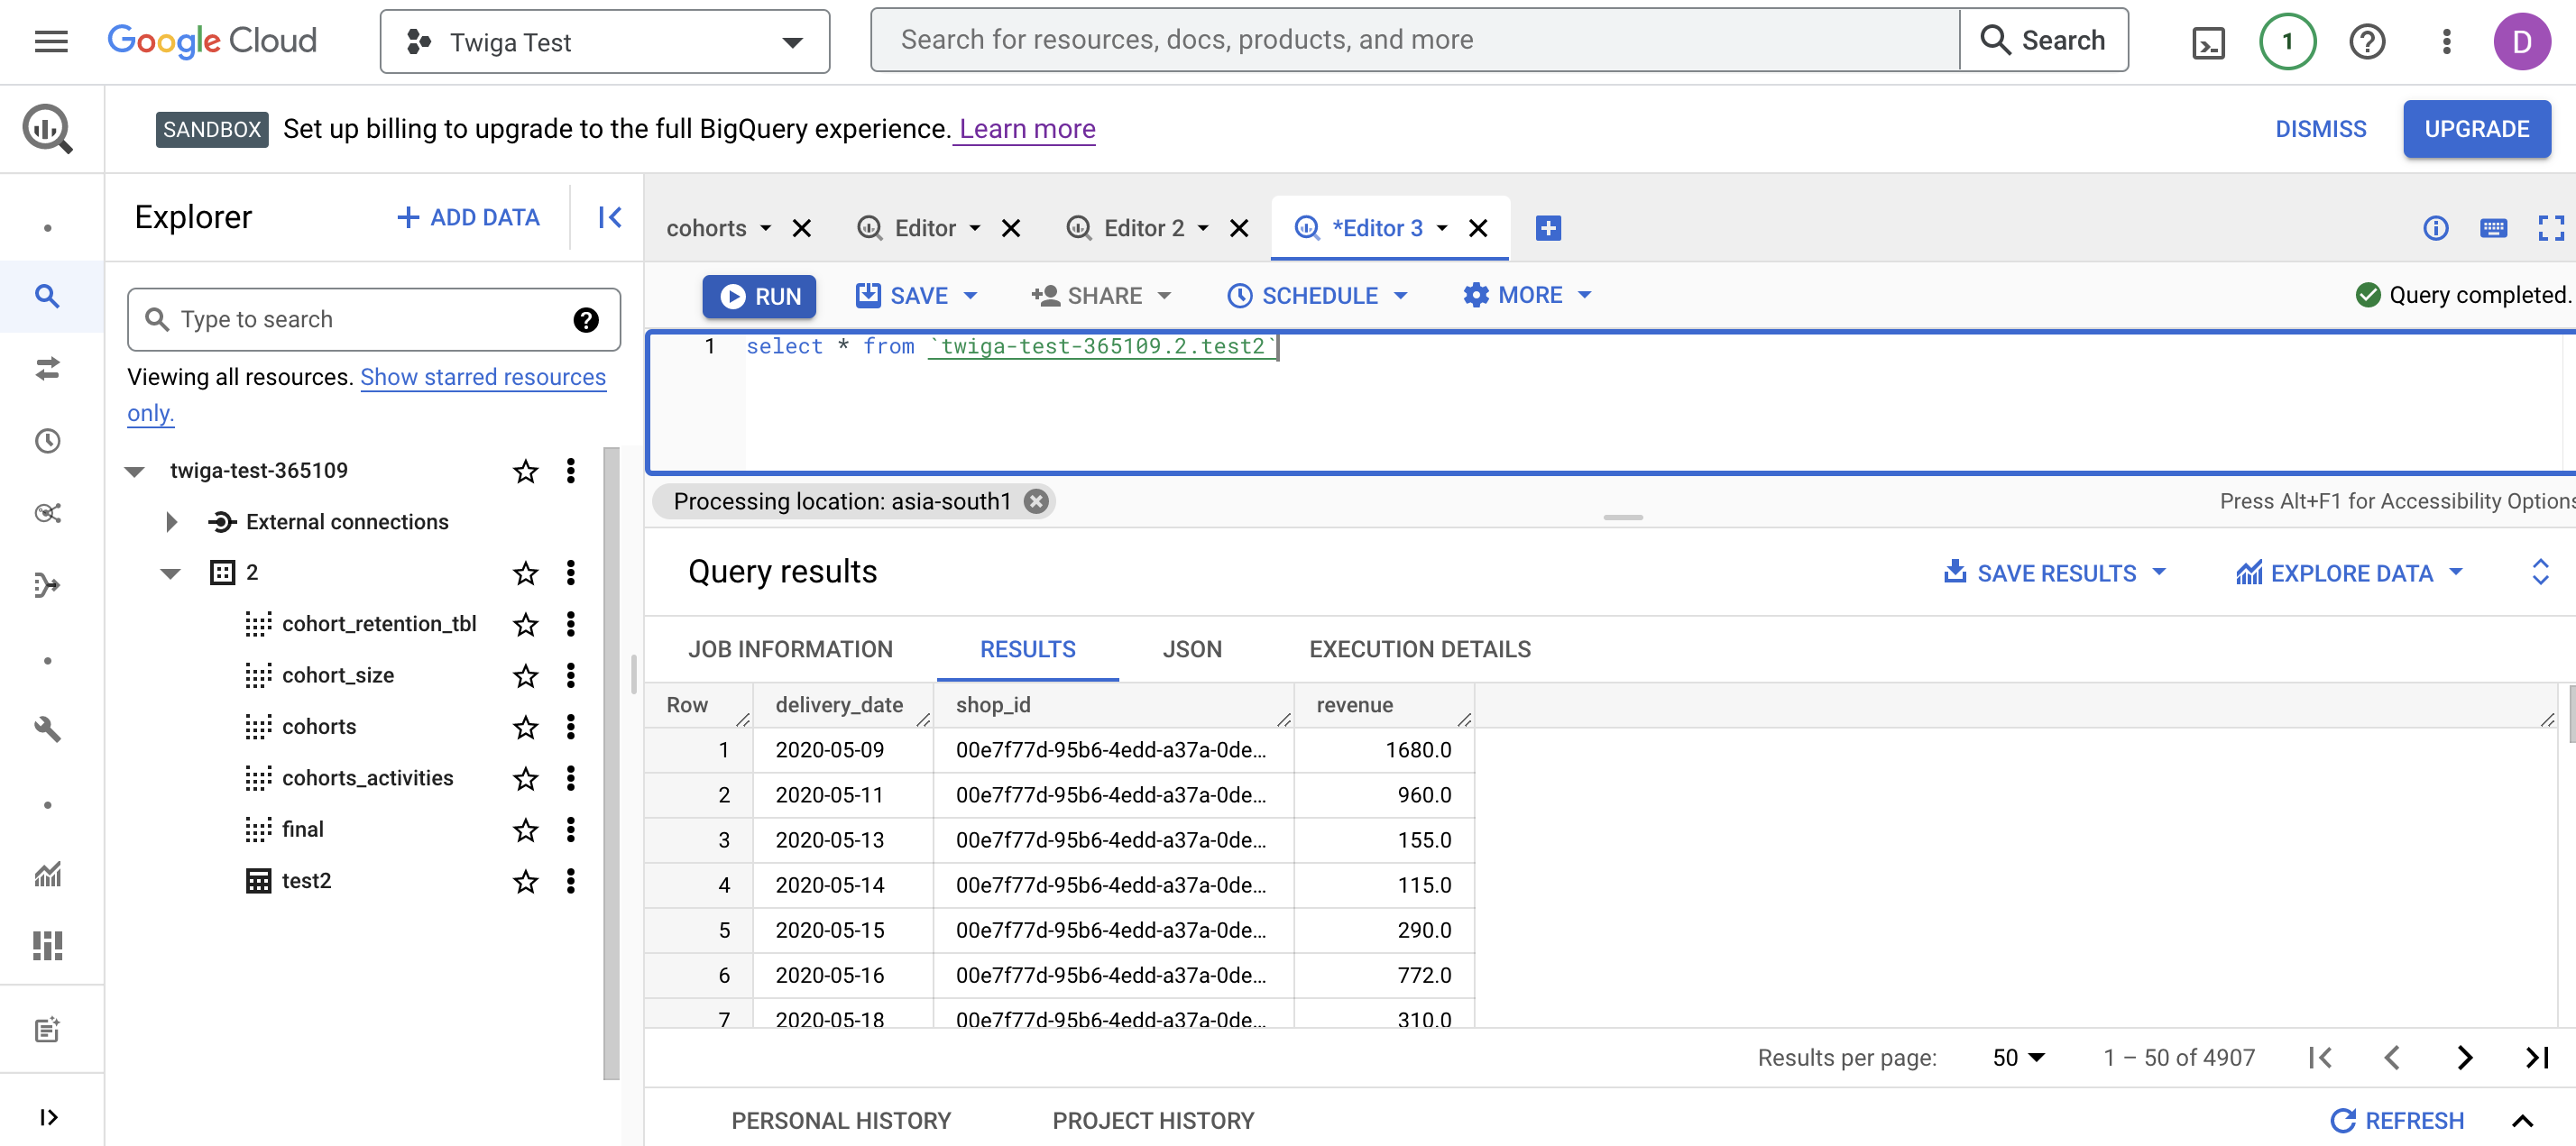 Google Cloud
Twiga Test
Search for resources, docs, products, and more
Search
1
D
SANDBOX Set up billing to upgrade to the full BigQuery experience. Learn more
DISMISS
UPGRADE
Explorer
+ ADD DATA
Type to search
Viewing all resources. Show starred resources
only.
twiga-test-365109
External connections
2
cohort_retention_tbl
cohort_size
cohorts
cohorts_activities
final
test2
cohorts
Editor
Editor 2
*Editor 3
RUN
SAVE
SHARE
SCHEDULE
MORE
Query completed.
1 select * from `twiga-test-365109.2.test2`
Processing location: asia-south1
Press Alt+F1 for Accessibility Options
Query results
SAVE RESULTS
EXPLORE DATA
JOB INFORMATION RESULTS JSON EXECUTION DETAILS
Row delivery_date shop_id revenue
1 2020-05-09 00e7f77d-95b6-4edd-a37a-0de... 1680.0
2 2020-05-11 00e7f77d-95b6-4edd-a37a-0de... 960.0
3 2020-05-13 00e7f77d-95b6-4edd-a37a-0de... 155.0
4 2020-05-14 00e7f77d-95b6-4edd-a37a-0de... 115.0
5 2020-05-15 00e7f77d-95b6-4edd-a37a-0de... 290.0
6 2020-05-16 00e7f77d-95b6-4edd-a37a-0de... 772.0
7 2020-05-18 00e7f77d-95b6-4edd-a37a-0de... 310.0
Results per page: 50 1 – 50 of 4907
PERSONAL HISTORY PROJECT HISTORY
REFRESH